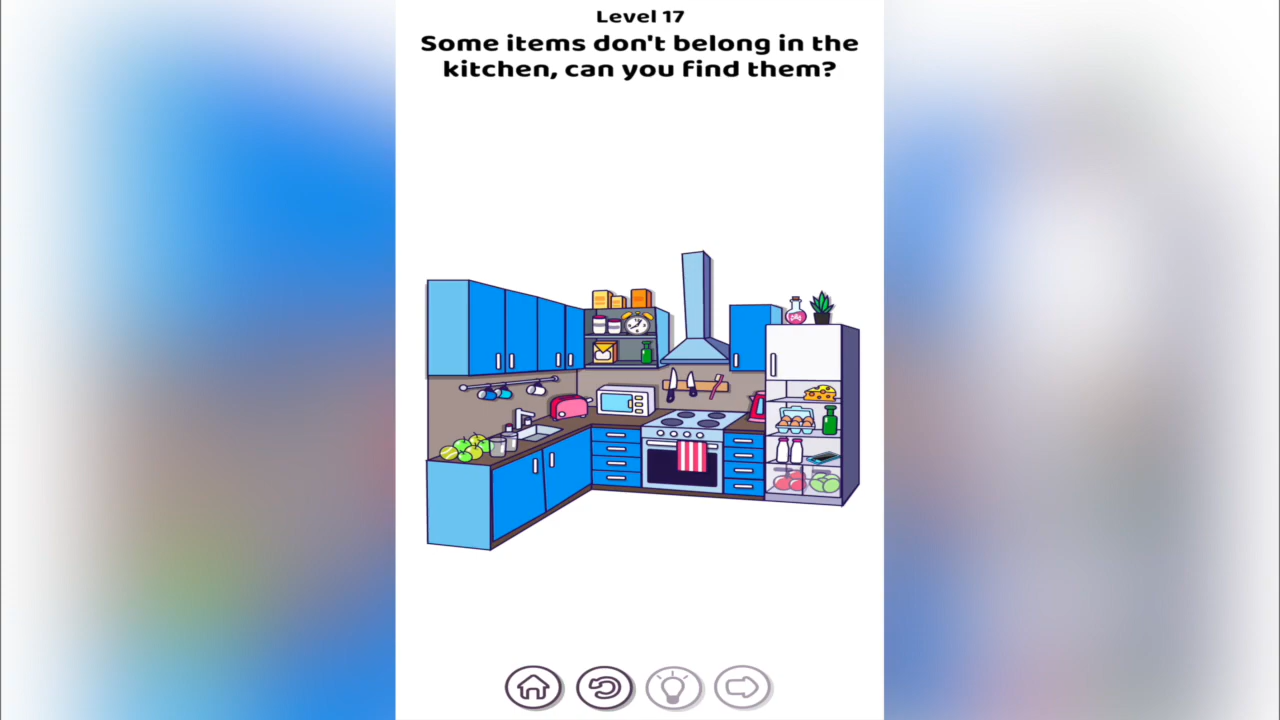 Level 17
Some items don't belong in the
kitchen, can you find them?